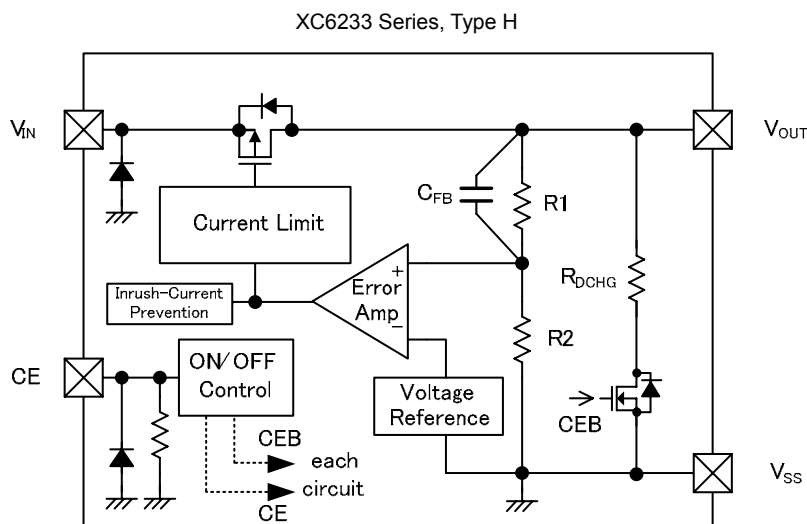 XC6233 Series, Type H
VIN
VOUT
CFB
R1
Current Limit
RDCHG
+
Error
Amp
−
Inrush-Current
Prevention
R2
CE
ON/OFF
Control
Voltage
Reference
CEB
CEB
each
circuit
CE
VSS